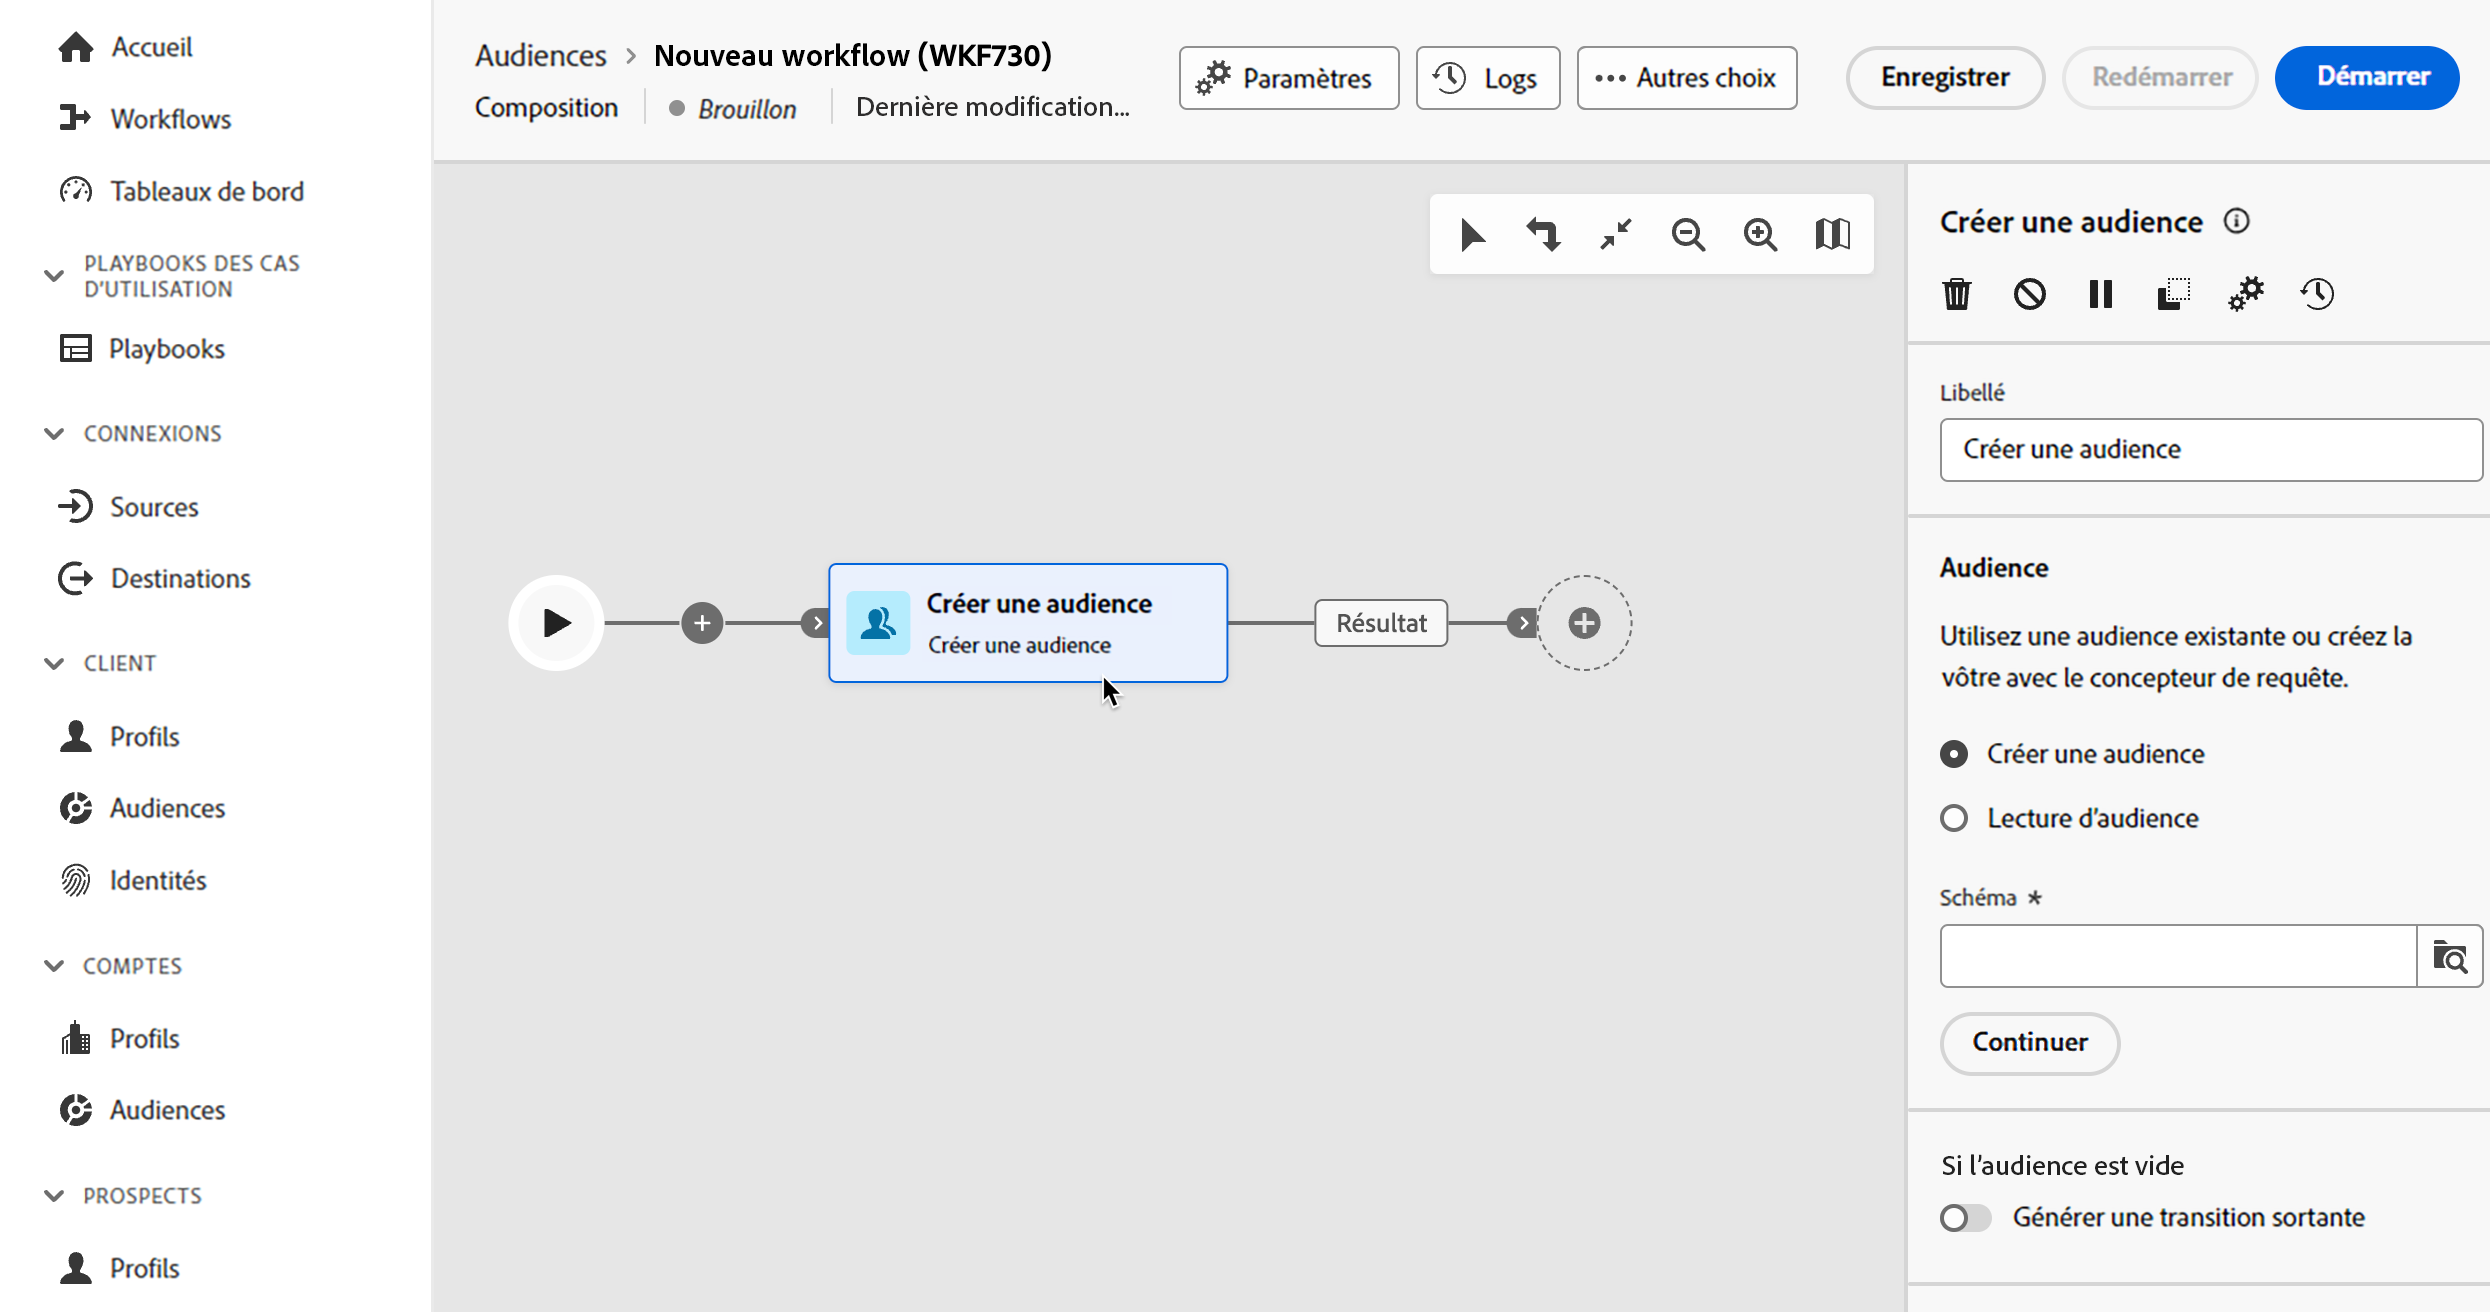 Accueil
Workflows
Tableaux de bord
PLAYBOOKS DES CAS
D’UTILISATION
Playbooks
CONNEXIONS
Sources
Destinations
CLIENT
Profils
Audiences
Identités
COMPTES
Profils
Audiences
PROSPECTS
Profils
Audiences > Nouveau workflow (WKF730)
Composition
Brouillon
Dernière modification...
Paramètres
Logs
Autres choix
Enregistrer
Redémarrer
Démarrer
Créer une audience
Créer une audience
Résultat
Créer une audience
Libellé
Créer une audience
Audience
Utilisez une audience existante ou créez la
vôtre avec le concepteur de requête.
Créer une audience
Lecture d’audience
Schéma *
Continuer
Si l’audience est vide
Générer une transition sortante